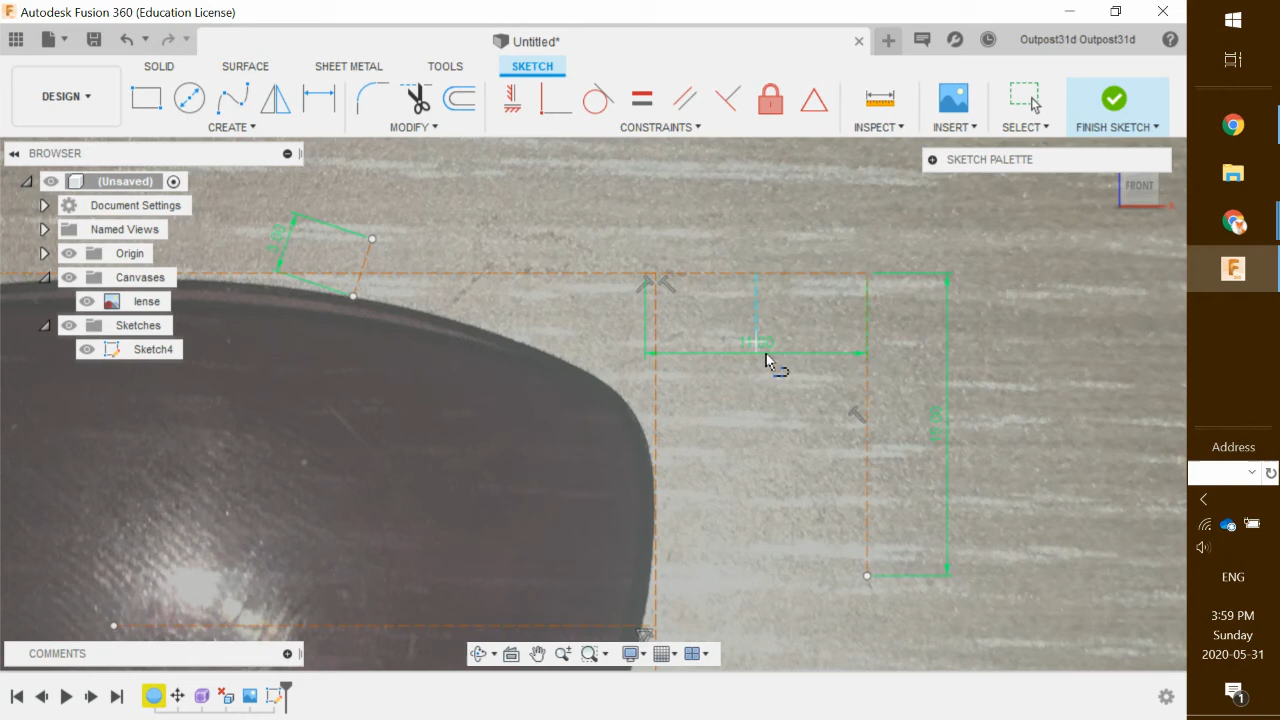 Autodesk Fusion 360 (Education License)
Untitled*
Outpost31d Outpost31d
SOLID SURFACE SHEET METAL TOOLS SKETCH
DESIGN
CREATE MODIFY CONSTRAINTS INSPECT INSERT SELECT FINISH SKETCH
BROWSER
SKETCH PALETTE
(Unsaved)
FRONT
X
Document Settings
Named Views
Origin
Canvases
lense
Sketches
Sketch4
COMMENTS
Address
ENG
3:59 PM
Sunday
2020-05-31
1